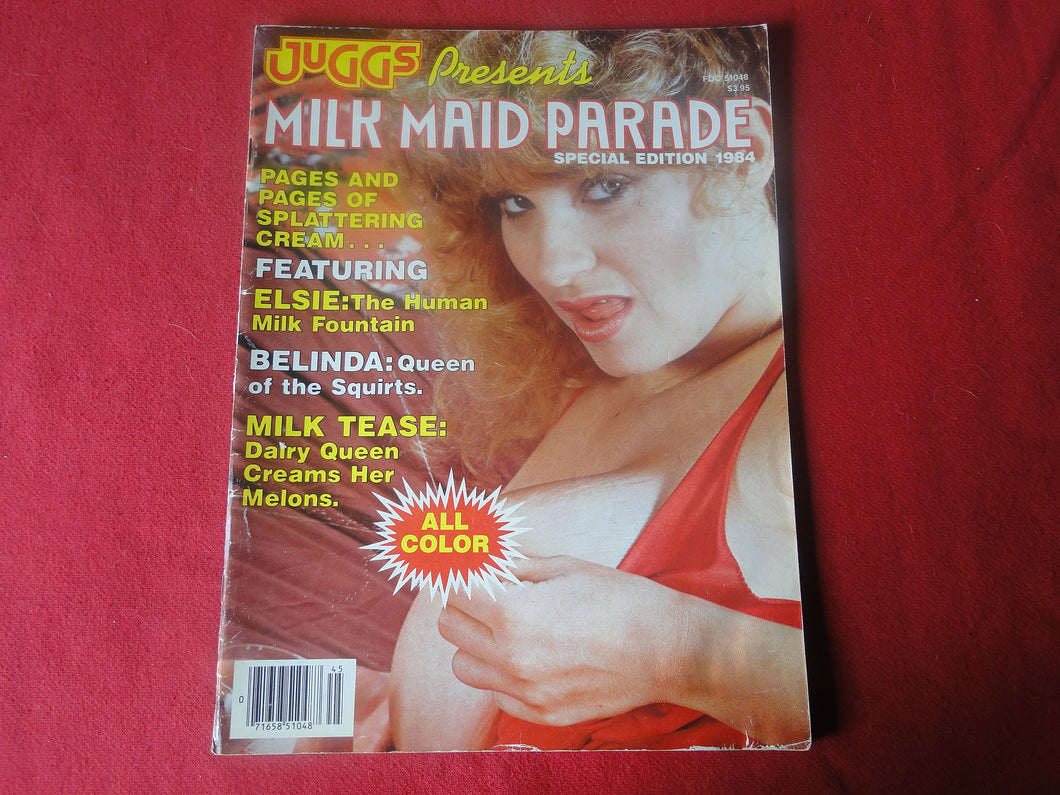 JUGGS Presents
FDC 51048
$3.95
MILK MAID PARADE
SPECIAL EDITION 1984
PAGES AND
PAGES OF
SPLATTERING
CREAM...
FEATURING
ELSIE: The Human
Milk Fountain
BELINDA: Queen
of the Squirts.
MILK TEASE:
Dairy Queen
Creams Her
Melons.
ALL
COLOR
45
0 71658 51048